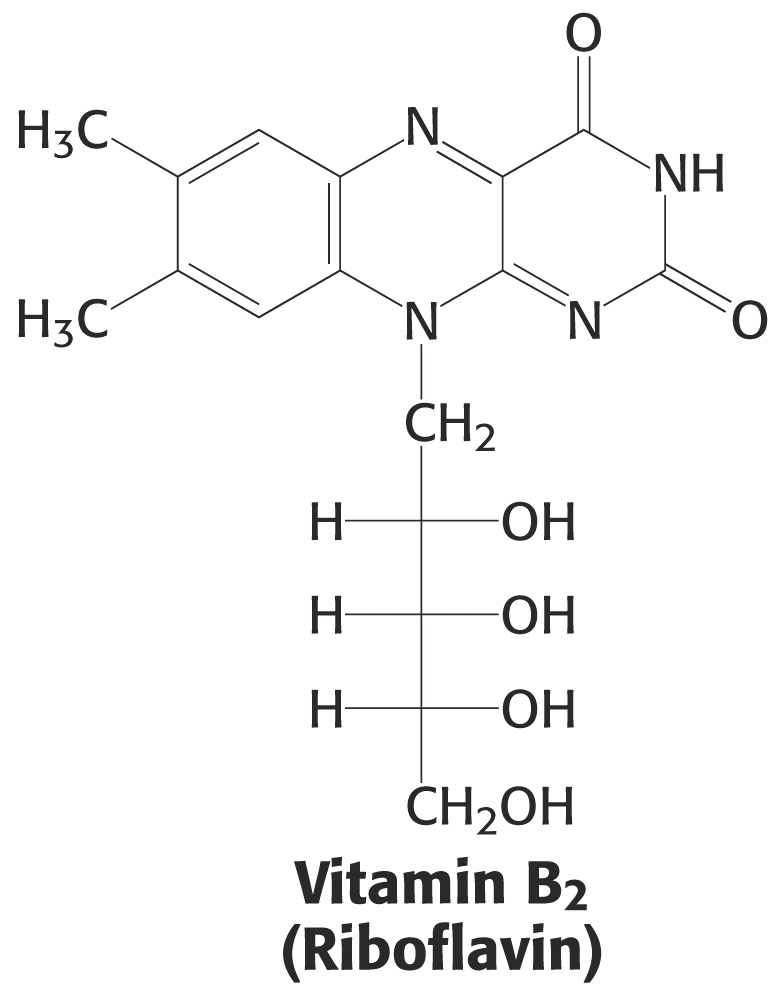 O
H₃C N NH
H₃C N N O
CH₂
H OH
H OH
H OH
CH₂OH
Vitamin B₂
(Riboflavin)